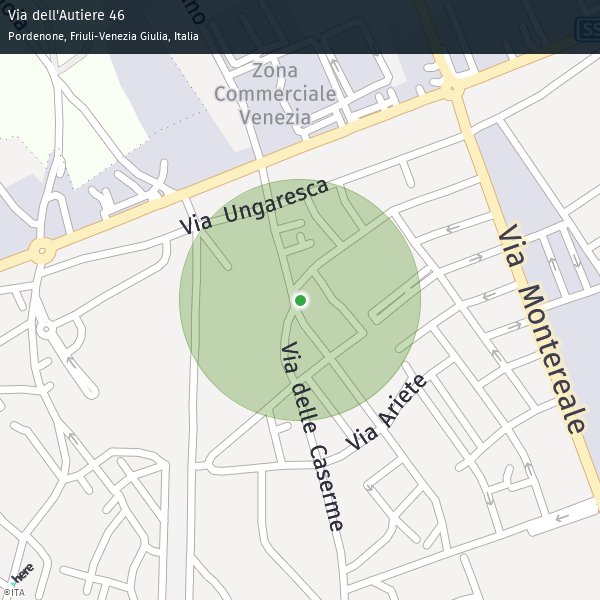 Via dell'Autiere 46
Pordenone, Friuli-Venezia Giulia, Italia
SS
Zona
Commerciale
Venezia
Via Ungaresca
Via Montereale
Via delle Caserme
Via Ariete
here
©ITA